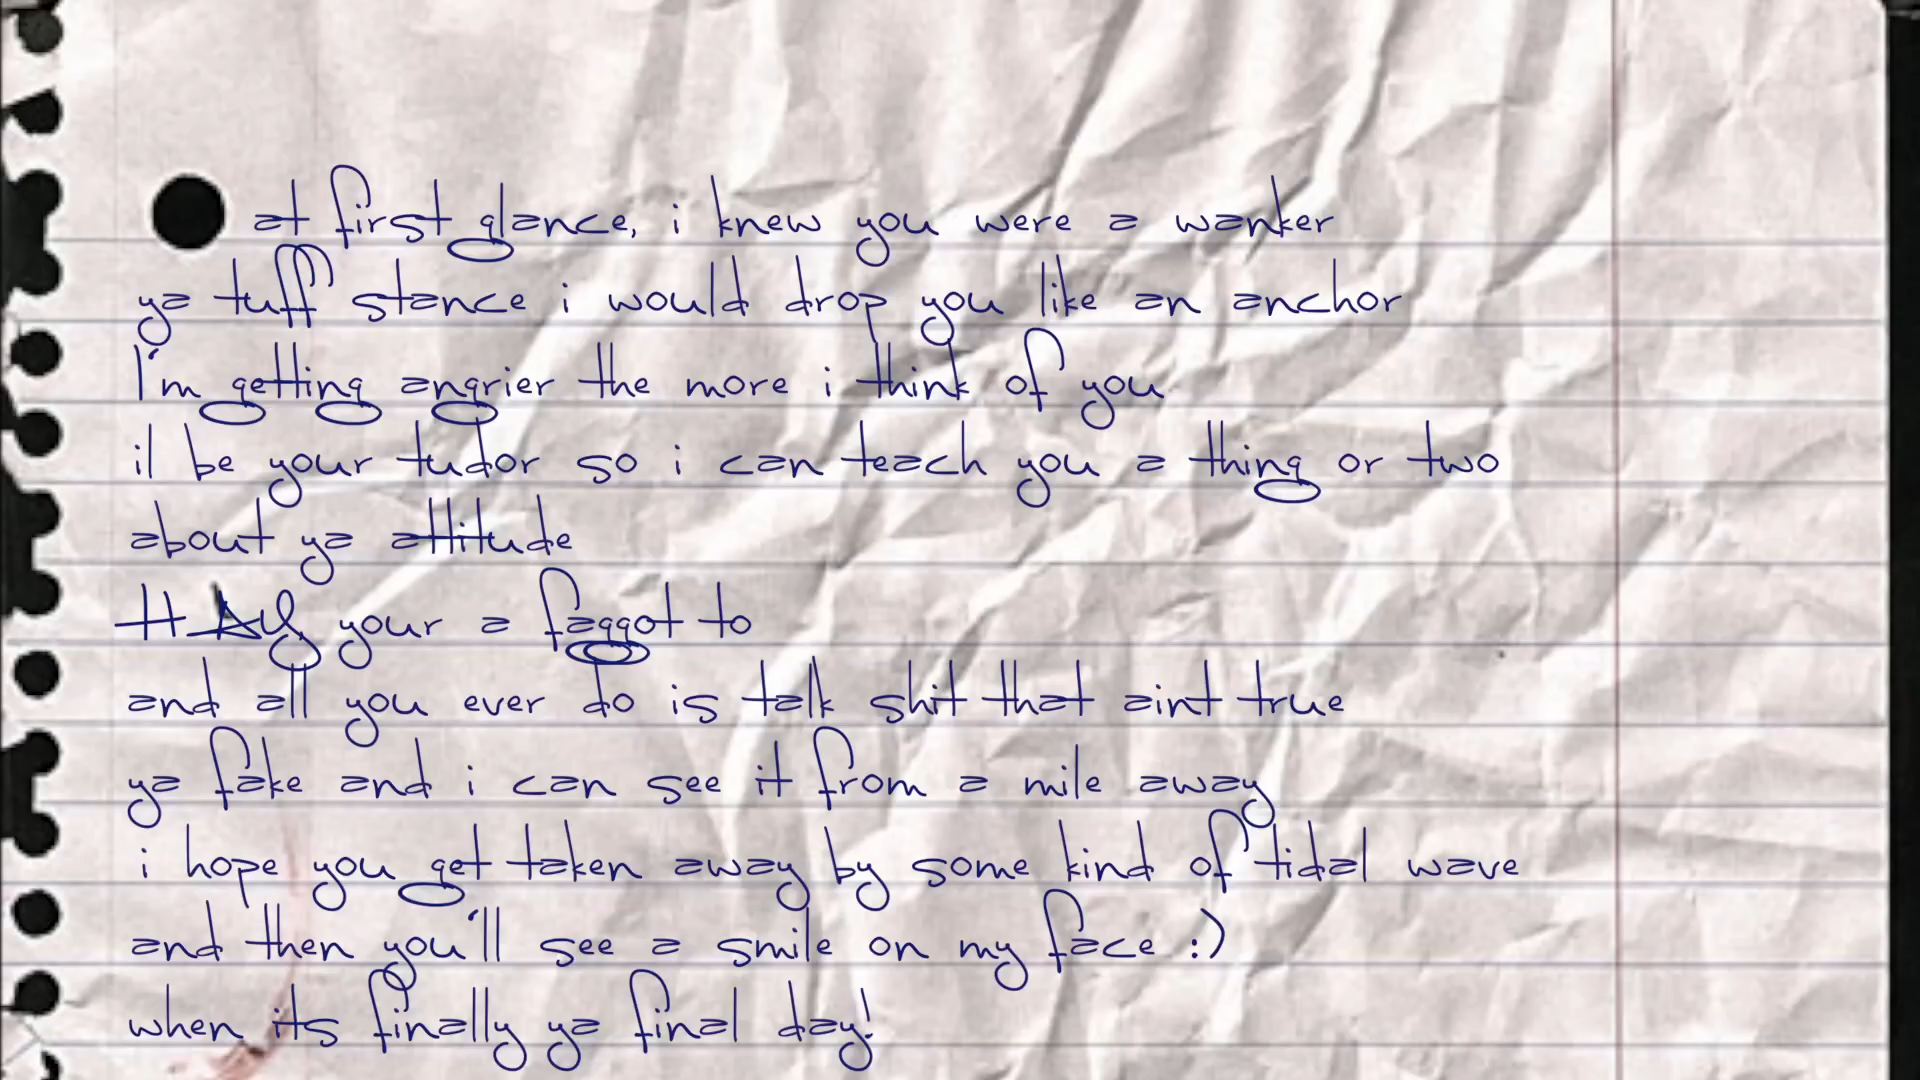 at first glance, i knew you were a wanker
ya tuff stance i would drop you like an anchor
I'm getting angrier the more i think of you
il be your tudor so i can teach you a thing or two
about ya attitude
HAY your a faggot to
and all you ever do is talk shit that aint true
ya fake and i can see it from a mile away
i hope you get taken away by some kind of tidal wave
and then you'll see a smile on my face :)
when its finally ya final day!